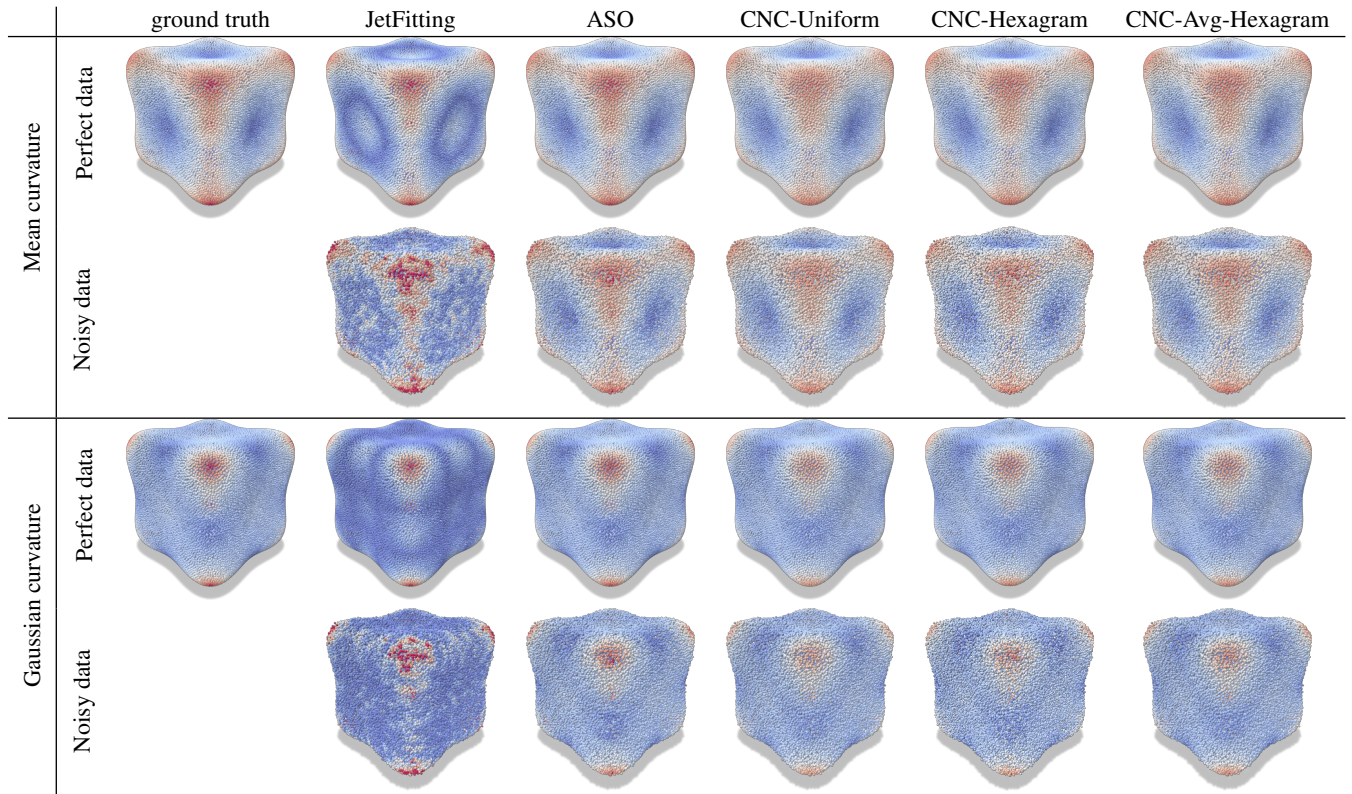 ground truth JetFitting ASO CNC-Uniform CNC-Hexagram CNC-Avg-Hexagram
Mean curvature
Perfect data
Noisy data
Gaussian curvature
Perfect data
Noisy data